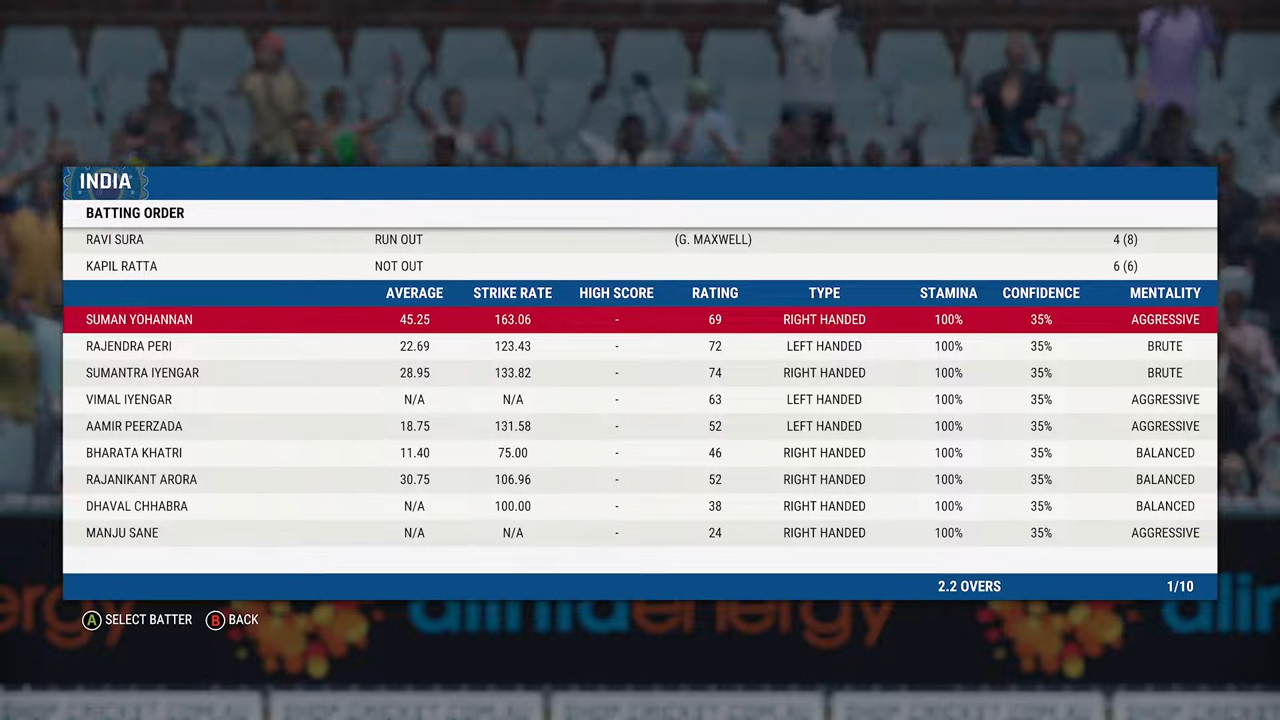 INDIA
BATTING ORDER
RAVI SURA RUN OUT (G. MAXWELL) 4 (8)
KAPIL RATTA NOT OUT 6 (6)
AVERAGE STRIKE RATE HIGH SCORE RATING TYPE STAMINA CONFIDENCE MENTALITY
SUMAN YOHANNAN 45.25 163.06 - 69 RIGHT HANDED 100% 35% AGGRESSIVE
RAJENDRA PERI 22.69 123.43 - 72 LEFT HANDED 100% 35% BRUTE
SUMANTRA IYENGAR 28.95 133.82 - 74 RIGHT HANDED 100% 35% BRUTE
VIMAL IYENGAR N/A N/A - 63 LEFT HANDED 100% 35% AGGRESSIVE
AAMIR PEERZADA 18.75 131.58 - 52 LEFT HANDED 100% 35% AGGRESSIVE
BHARATA KHATRI 11.40 75.00 - 46 RIGHT HANDED 100% 35% BALANCED
RAJANIKANT ARORA 30.75 106.96 - 52 RIGHT HANDED 100% 35% BALANCED
DHAVAL CHHABRA N/A 100.00 - 38 RIGHT HANDED 100% 35% BALANCED
MANJU SANE N/A N/A - 24 RIGHT HANDED 100% 35% AGGRESSIVE
2.2 OVERS 1/10
A SELECT BATTER B BACK
energy